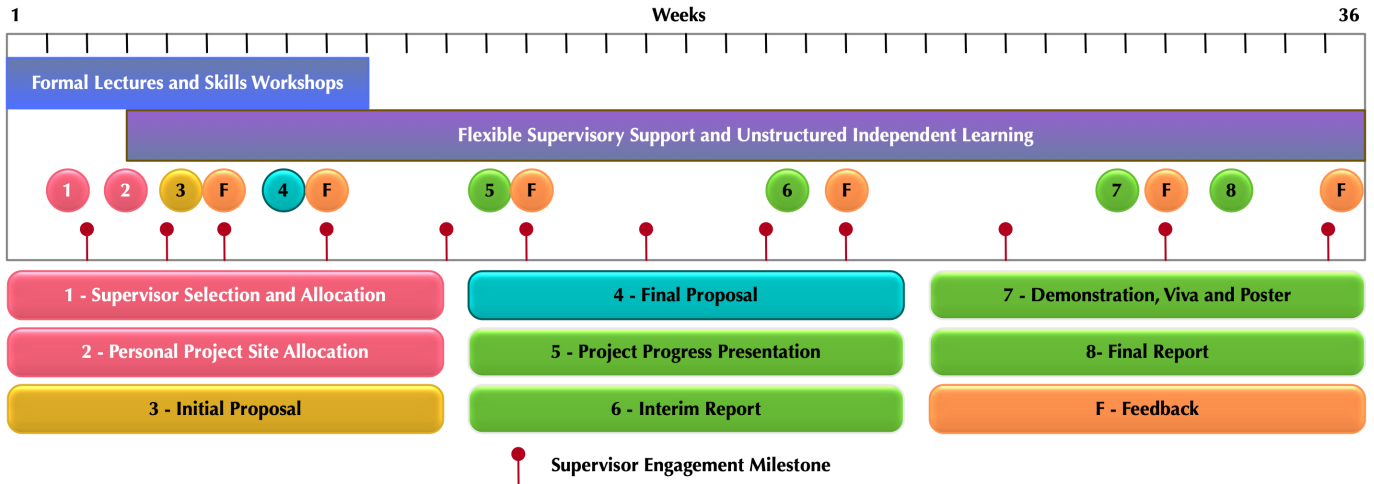 1 Weeks 36
Formal Lectures and Skills Workshops
Flexible Supervisory Support and Unstructured Independent Learning
1 2 3 F 4 F 5 F 6 F 7 F 8 F
1 - Supervisor Selection and Allocation
4 - Final Proposal
7 - Demonstration, Viva and Poster
2 - Personal Project Site Allocation
5 - Project Progress Presentation
8- Final Report
3 - Initial Proposal
6 - Interim Report
F - Feedback
Supervisor Engagement Milestone